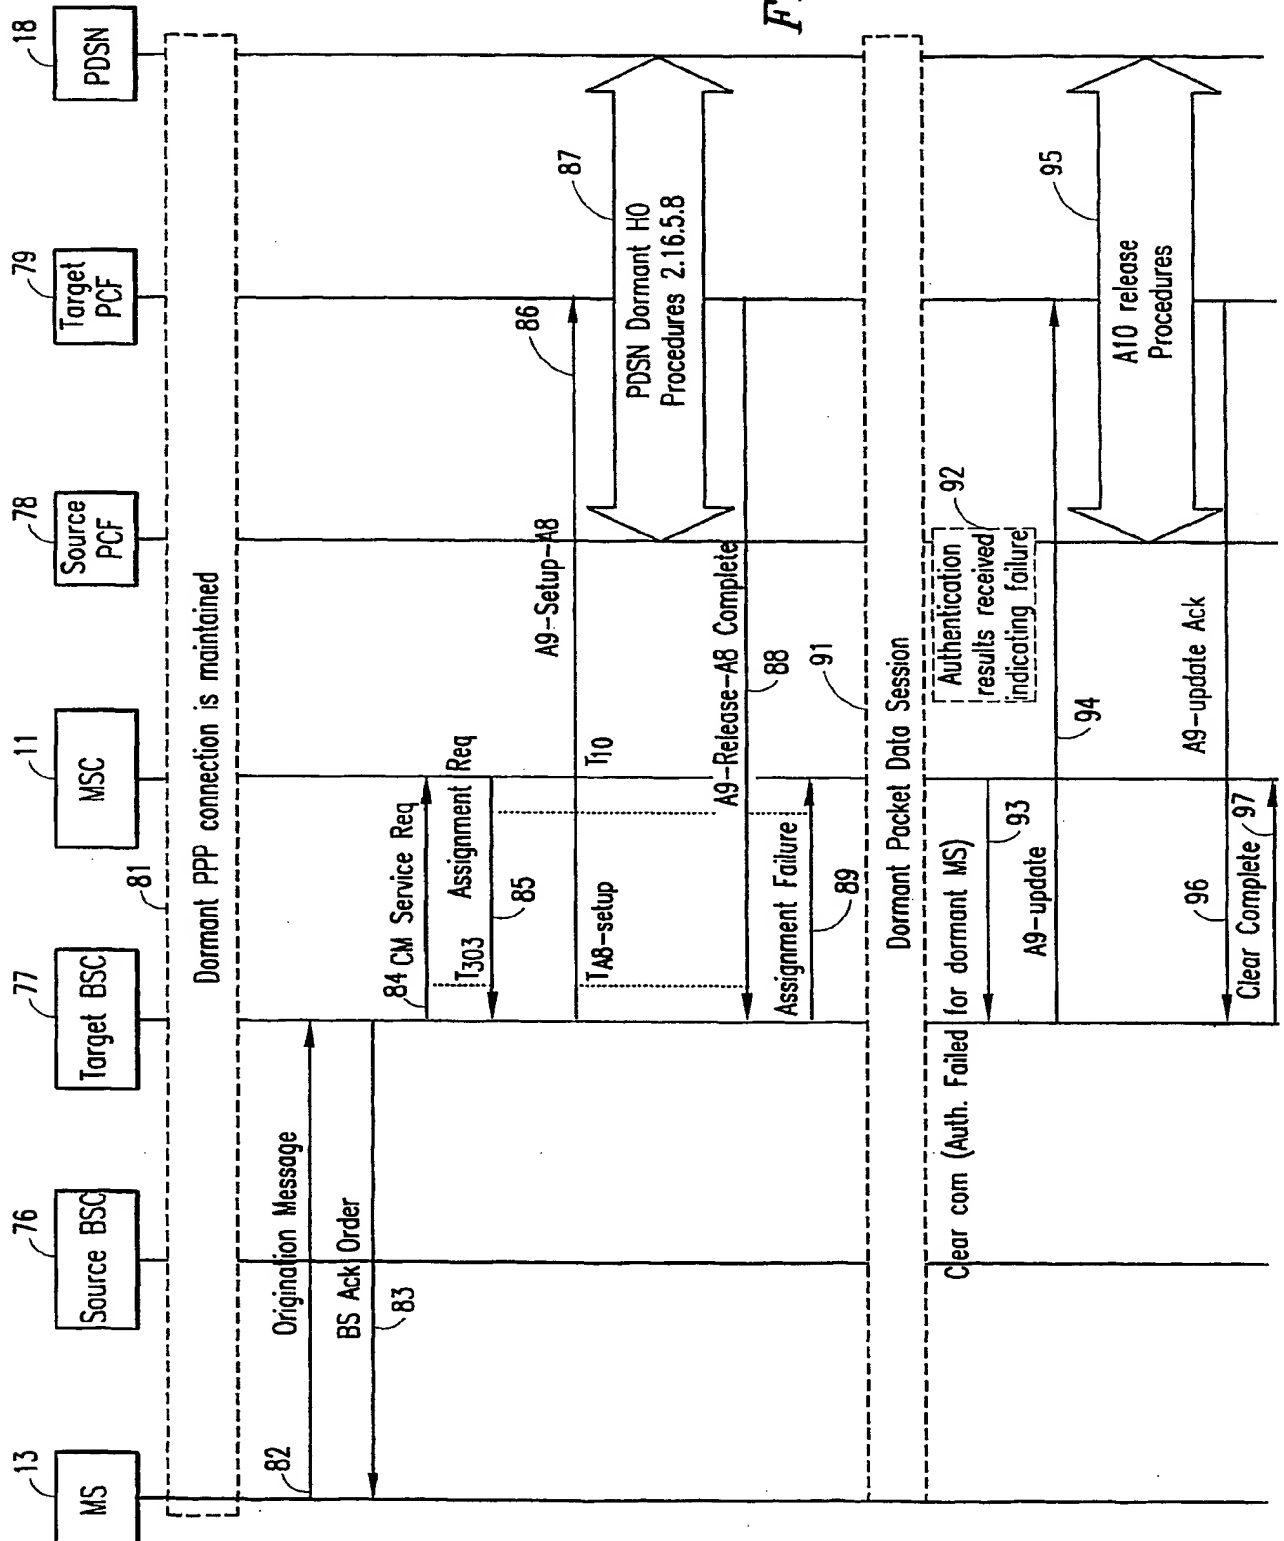 13
MS
76
Source BSC
77
Target BSC
11
MSC
78
Source
PCF
79
Target
PCF
18
PDSN
81
Dormant PPP connection is maintained
82
Origination Message
BS Ack Order
83
84
CM Service Req
T303
Assignment Req
85
A9-Setup-A8
86
TA8-setup
T10
87
PDSN Dormant HO
Procedures 2.16.5.8
A9-Release-A8 Complete
88
Assignment Failure
89
91
Dormant Packet Data Session
92
Authentication
results received
indicating failure
Clear com (Auth. Failed for dormant MS)
93
A9-update
94
95
A10 release
Procedures
A9-update Ack
96
Clear Complete
97